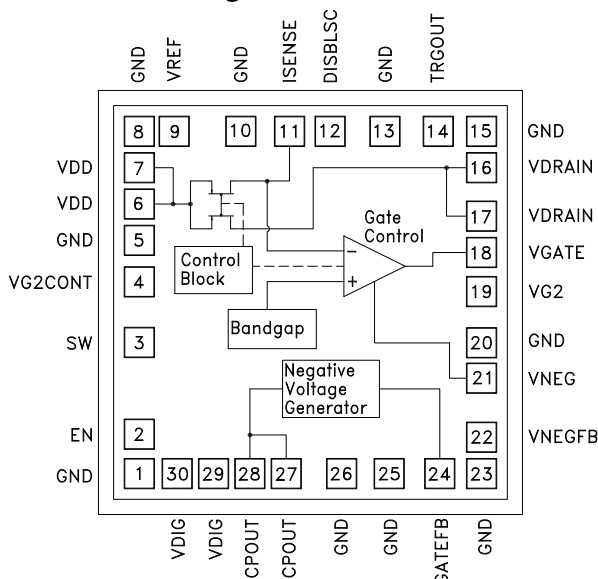 GND
VREF
GND
ISENSE
DISBLSC
GND
TRGOUT
8
9
10
11
12
13
14
15
GND
VDD
7
16
VDRAIN
VDD
6
17
VDRAIN
Gate
Control
GND
5
18
VGATE
Control
Block
−
+
VG2CONT
4
19
VG2
Bandgap
SW
3
20
GND
Negative
Voltage
Generator
21
VNEG
EN
2
22
VNEGFB
GND
1
30
29
28
27
26
25
24
23
VDIG
VDIG
CPOUT
CPOUT
GND
GND
GATEFB
GND